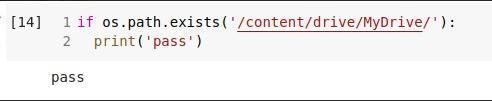 [14] 1 if os.path.exists('/content/drive/MyDrive/'):
2 print('pass')
pass